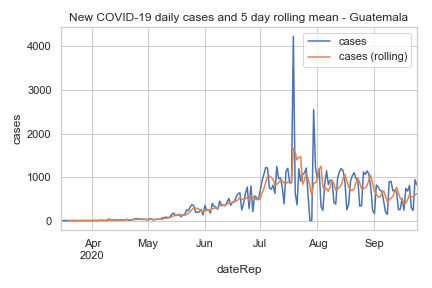 New COVID-19 daily cases and 5 day rolling mean - Guatemala
cases
cases (rolling)
4000
3000
2000
1000
0
cases
Apr
2020
May
Jun
Jul
Aug
Sep
dateRep